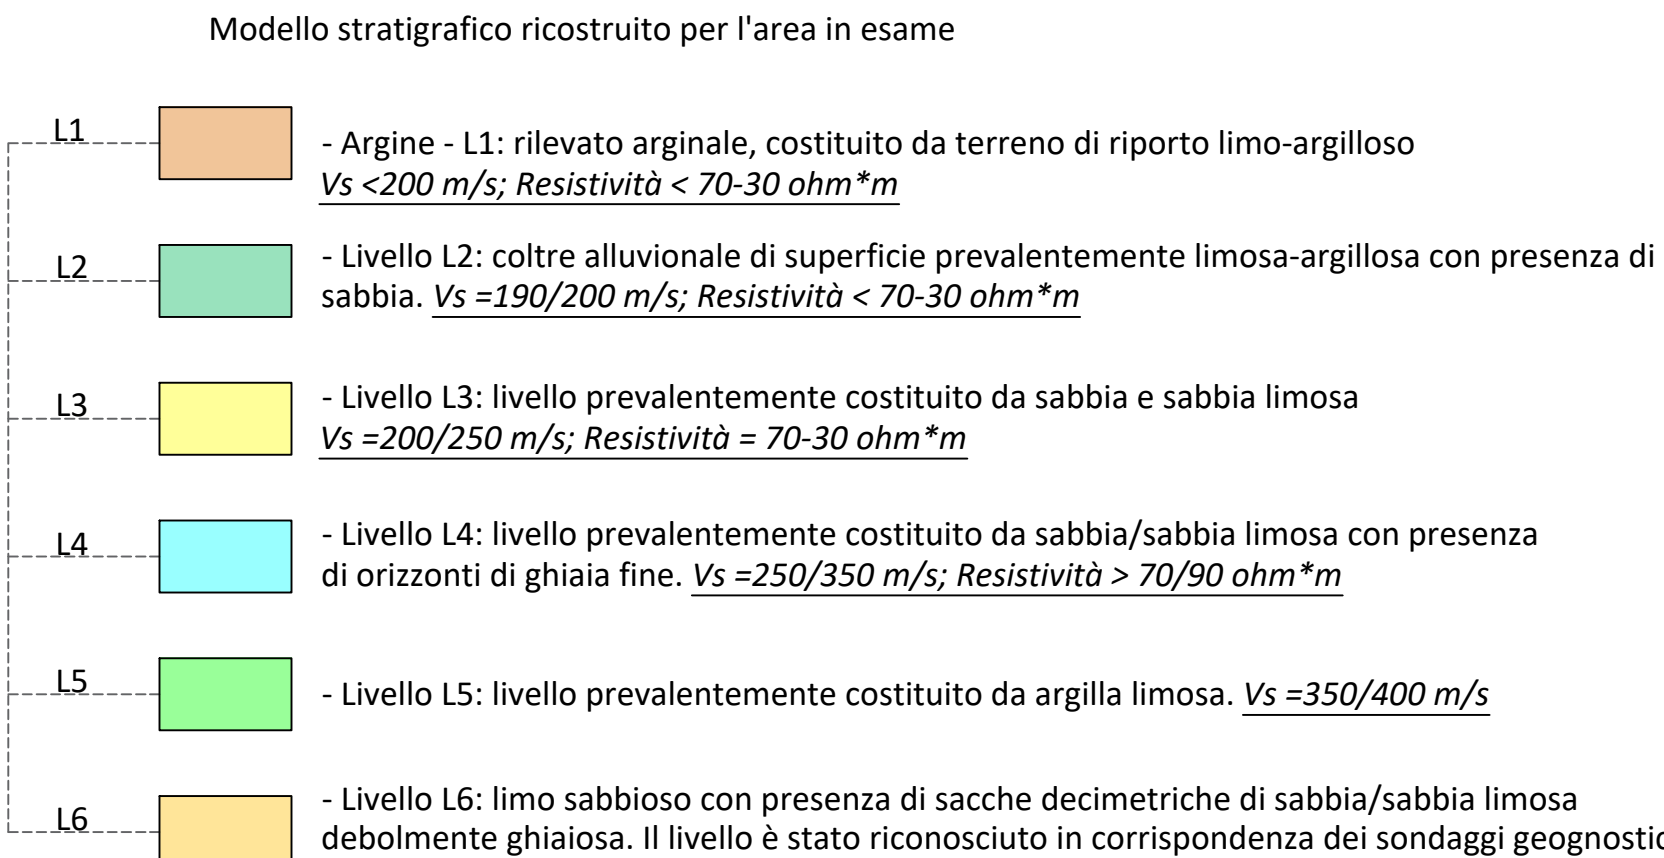 Modello stratigrafico ricostruito per l'area in esame
L1
- Argine - L1: rilevato arginale, costituito da terreno di riporto limo-argilloso
Vs <200 m/s; Resistività < 70-30 ohm*m
L2
- Livello L2: coltre alluvionale di superficie prevalentemente limosa-argillosa con presenza di
sabbia. Vs =190/200 m/s; Resistività < 70-30 ohm*m
L3
- Livello L3: livello prevalentemente costituito da sabbia e sabbia limosa
Vs =200/250 m/s; Resistività = 70-30 ohm*m
L4
- Livello L4: livello prevalentemente costituito da sabbia/sabbia limosa con presenza
di orizzonti di ghiaia fine. Vs =250/350 m/s; Resistività > 70/90 ohm*m
L5
- Livello L5: livello prevalentemente costituito da argilla limosa. Vs =350/400 m/s
L6
- Livello L6: limo sabbioso con presenza di sacche decimetriche di sabbia/sabbia limosa
debolmente ghiaiosa. Il livello è stato riconosciuto in corrispondenza dei sondaggi